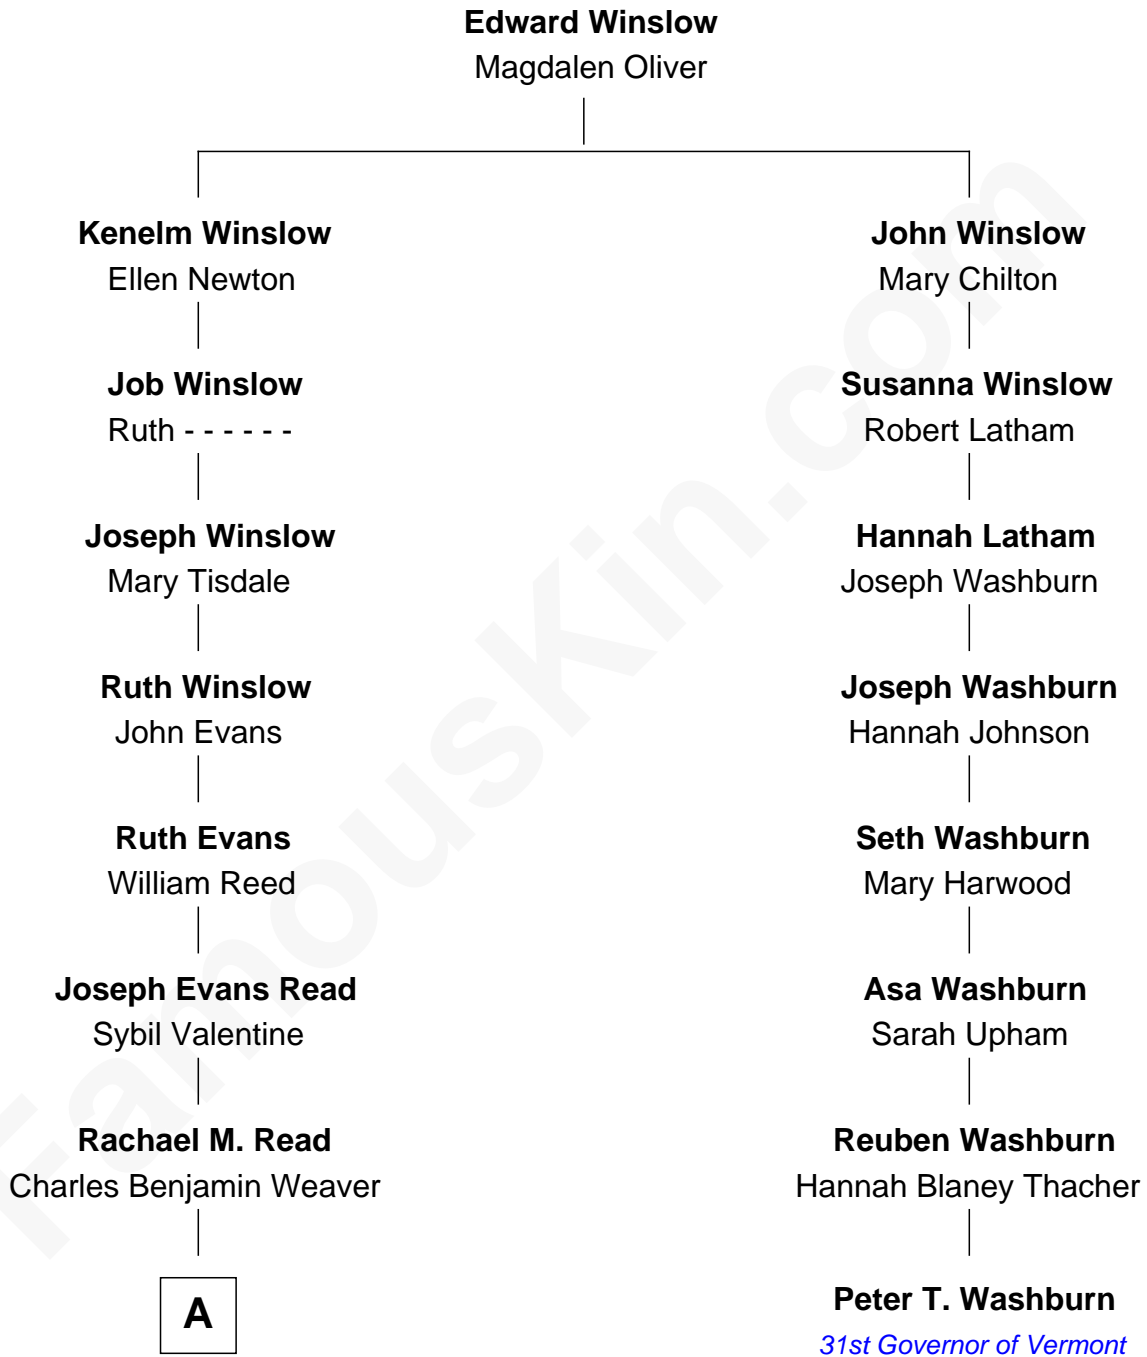 Edward Winslow
Magdalen Oliver
Kenelm Winslow
Ellen Newton
John Winslow
Mary Chilton
Job Winslow
Ruth - - - - - -
Susanna Winslow
Robert Latham
Joseph Winslow
Mary Tisdale
Hannah Latham
Joseph Washburn
Ruth Winslow
John Evans
Joseph Washburn
Hannah Johnson
Ruth Evans
William Reed
Seth Washburn
Mary Harwood
Joseph Evans Read
Sybil Valentine
Asa Washburn
Sarah Upham
Rachael M. Read
Charles Benjamin Weaver
Reuben Washburn
Hannah Blaney Thacher
A
Peter T. Washburn
31st Governor of Vermont
FamousKin.com